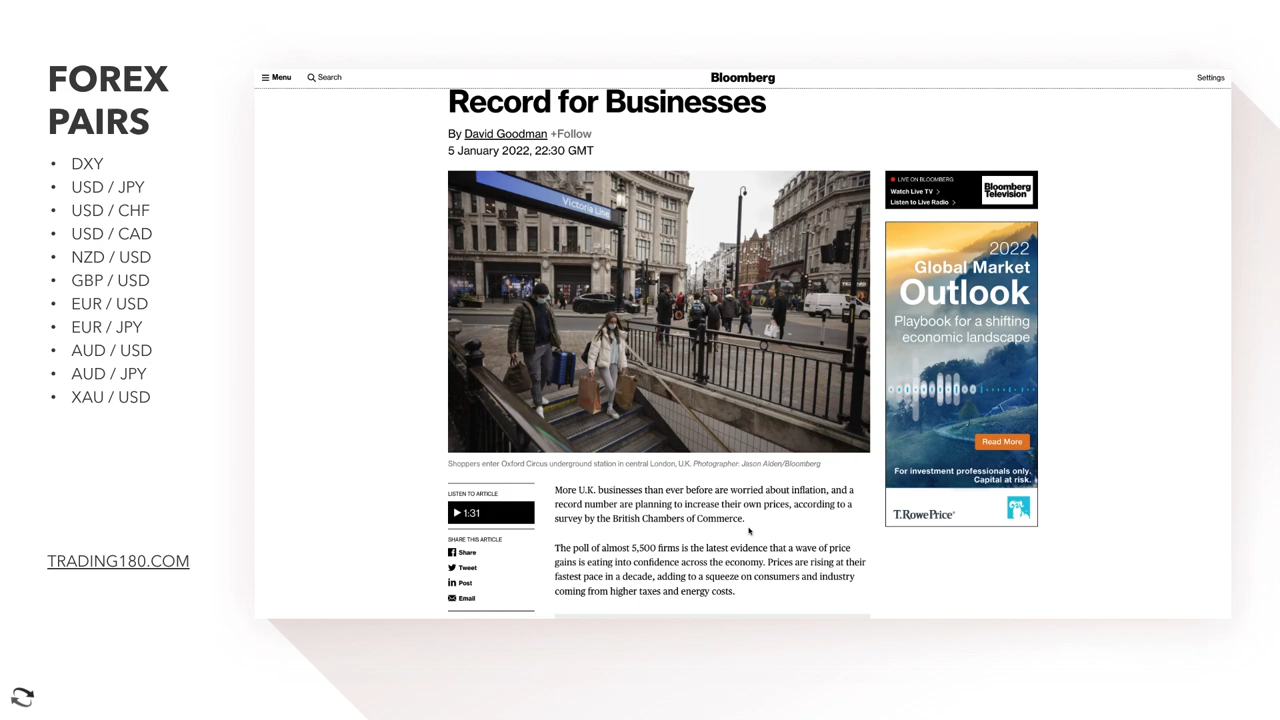 FOREX
PAIRS
• DXY
• USD / JPY
• USD / CHF
• USD / CAD
• NZD / USD
• GBP / USD
• EUR / USD
• EUR / JPY
• AUD / USD
• AUD / JPY
• XAU / USD
TRADING180.COM
Menu
Search
Bloomberg
Settings
Record for Businesses
By David Goodman +Follow
5 January 2022, 22:30 GMT
Victoria Line
Shoppers enter Oxford Circus underground station in central London, U.K. Photographer: Jason Alden/Bloomberg
LISTEN TO ARTICLE
1:31
SHARE THIS ARTICLE
Share
Tweet
Post
Email
More U.K. businesses than ever before are worried about inflation, and a
record number are planning to increase their own prices, according to a
survey by the British Chambers of Commerce.
The poll of almost 5,500 firms is the latest evidence that a wave of price
gains is eating into confidence across the economy. Prices are rising at their
fastest pace in a decade, adding to a squeeze on consumers and industry
coming from higher taxes and energy costs.
LIVE ON BLOOMBERG
Watch Live TV >
Listen to Live Radio >
Bloomberg
Television
2022
Global Market
Outlook
Playbook for a shifting
economic landscape
Read More
For investment professionals only.
Capital at risk.
T.RowePrice